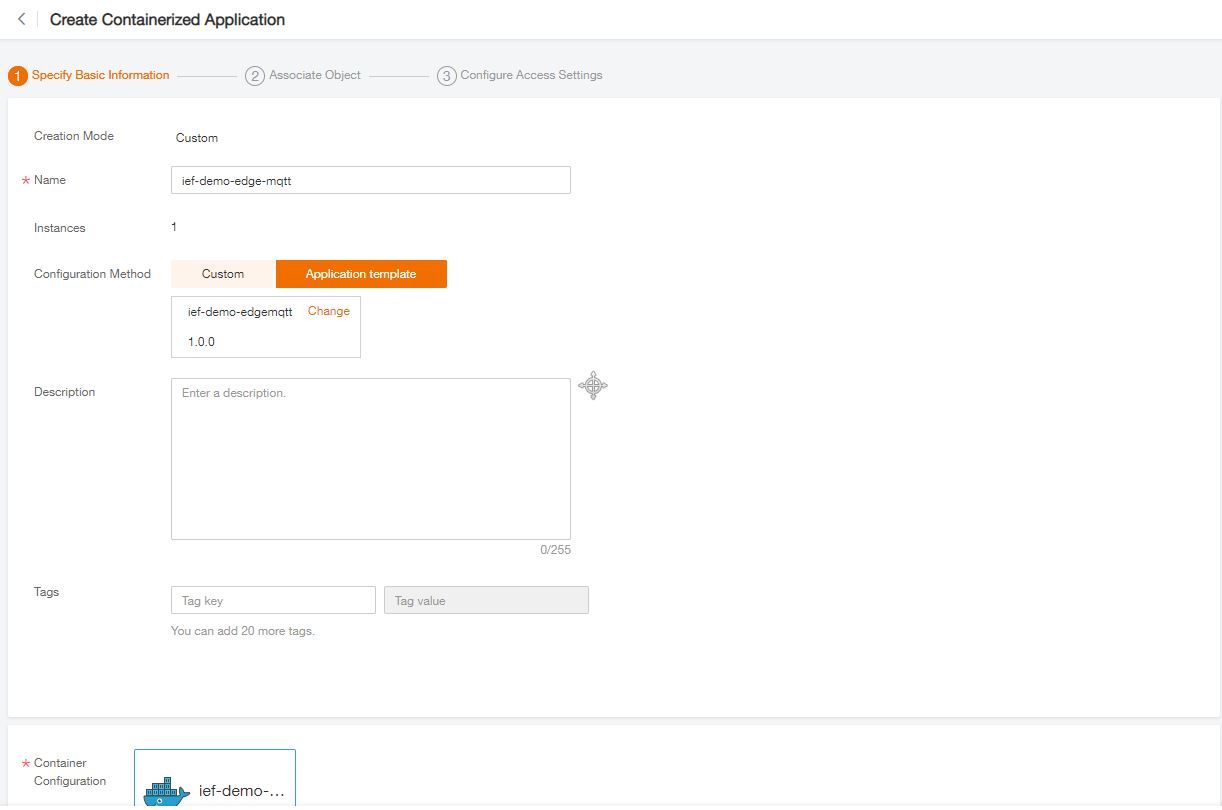 Create Containerized Application
1 Specify Basic Information 2 Associate Object 3 Configure Access Settings
Creation Mode Custom
* Name ief-demo-edge-mqtt
Instances 1
Configuration Method Custom Application template
ief-demo-edgemqtt Change
1.0.0
Description Enter a description.
0/255
Tags Tag key Tag value
You can add 20 more tags.
* Container
Configuration
ief-demo-...